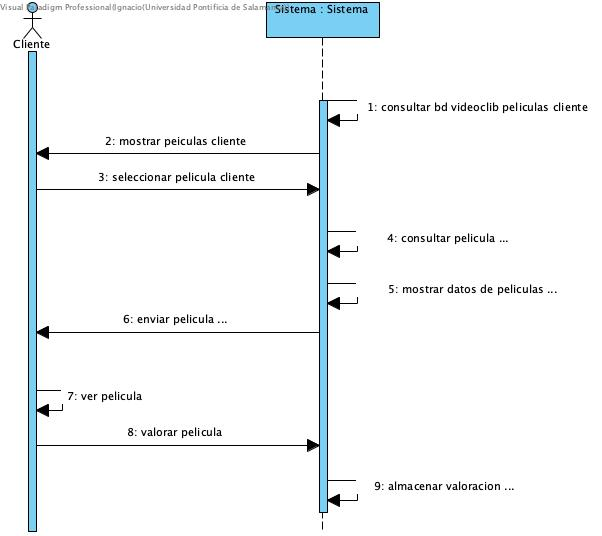 Visual Paradigm Professional(Ignacio(Universidad Pontificia de Salam
Sistema : Sistema
Cliente
1: consultar bd videoclib peliculas cliente
2: mostrar peiculas cliente
3: seleccionar pelicula cliente
4: consultar pelicula ...
5: mostrar datos de peliculas ...
6: enviar pelicula ...
7: ver pelicula
8: valorar pelicula
9: almacenar valoracion ...